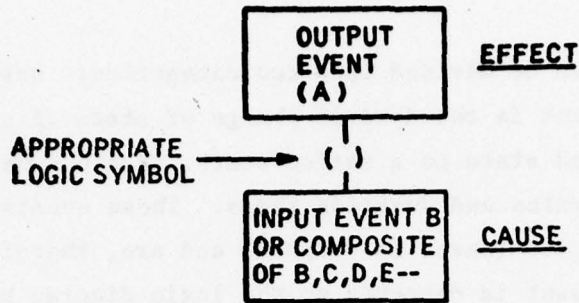 OUTPUT
EVENT
(A)
EFFECT
APPROPRIATE
LOGIC SYMBOL
( )
INPUT EVENT B
OR COMPOSITE
OF B,C,D,E--
CAUSE